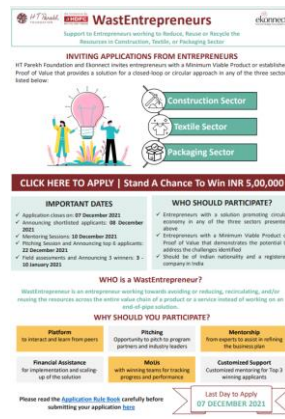 HT Parekh
FOUNDATION
HDFC
WastEntrepreneurs
ekonnect
Support to Entrepreneurs working to Reduce, Reuse or Recycle the
Resources in Construction, Textile, or Packaging Sector
INVITING APPLICATIONS FROM ENTREPRENEURS
HT Parekh Foundation and Ekonnect invites entrepreneurs with a Minimum Viable Product or establishe
Proof of Value that provides a solution for a closed-loop or circular approach in any of the three sector
listed below:
Construction Sector
Textile Sector
Packaging Sector
CLICK HERE TO APPLY | Stand A Chance To Win INR 5,00,000
IMPORTANT DATES
✓ Application closes on: 07 December 2021
✓ Announcing shortlisted applicants: 08 December
2021
✓ Mentoring Sessions: 10 December 2021
✓ Pitching Session and Announcing top 6 applicants:
22 December 2021
✓ Field assessments and Announcing 3 winners: 3 -
10 January 2021
WHO SHOULD PARTICIPATE?
✓ Entrepreneurs with a solution promoting circula
economy in any of the three sectors presente
above
✓ Entrepreneurs with a Minimum Viable Product o
Proof of Value that demonstrates the potential t
address the challenges identified
✓ Should be of Indian nationality and a registere
company in India
WHO is a WastEntrepreneur?
WastEntrepreneur is an entrepreneur working towards avoiding or reducing, recirculating, and/or
reusing the resources across the entire value chain of a product or a service instead of working on an
end-of-pipe solution.
WHY SHOULD YOU PARTICIPATE?
Platform
to interact and learn from peers
Pitching
Opportunity to pitch to program
partners and industry leaders
Mentorship
from experts to assist in refining
the business plan
Financial Assistance
for implementation and scaling-
up of the solution
MoUs
with winning teams for tracking
progress and performance
Customized Support
Customized mentoring for Top 3
winning applicants
Please read the Application Rule Book carefully before
submitting your application here
Last Day to Apply
07 DECEMBER 2021